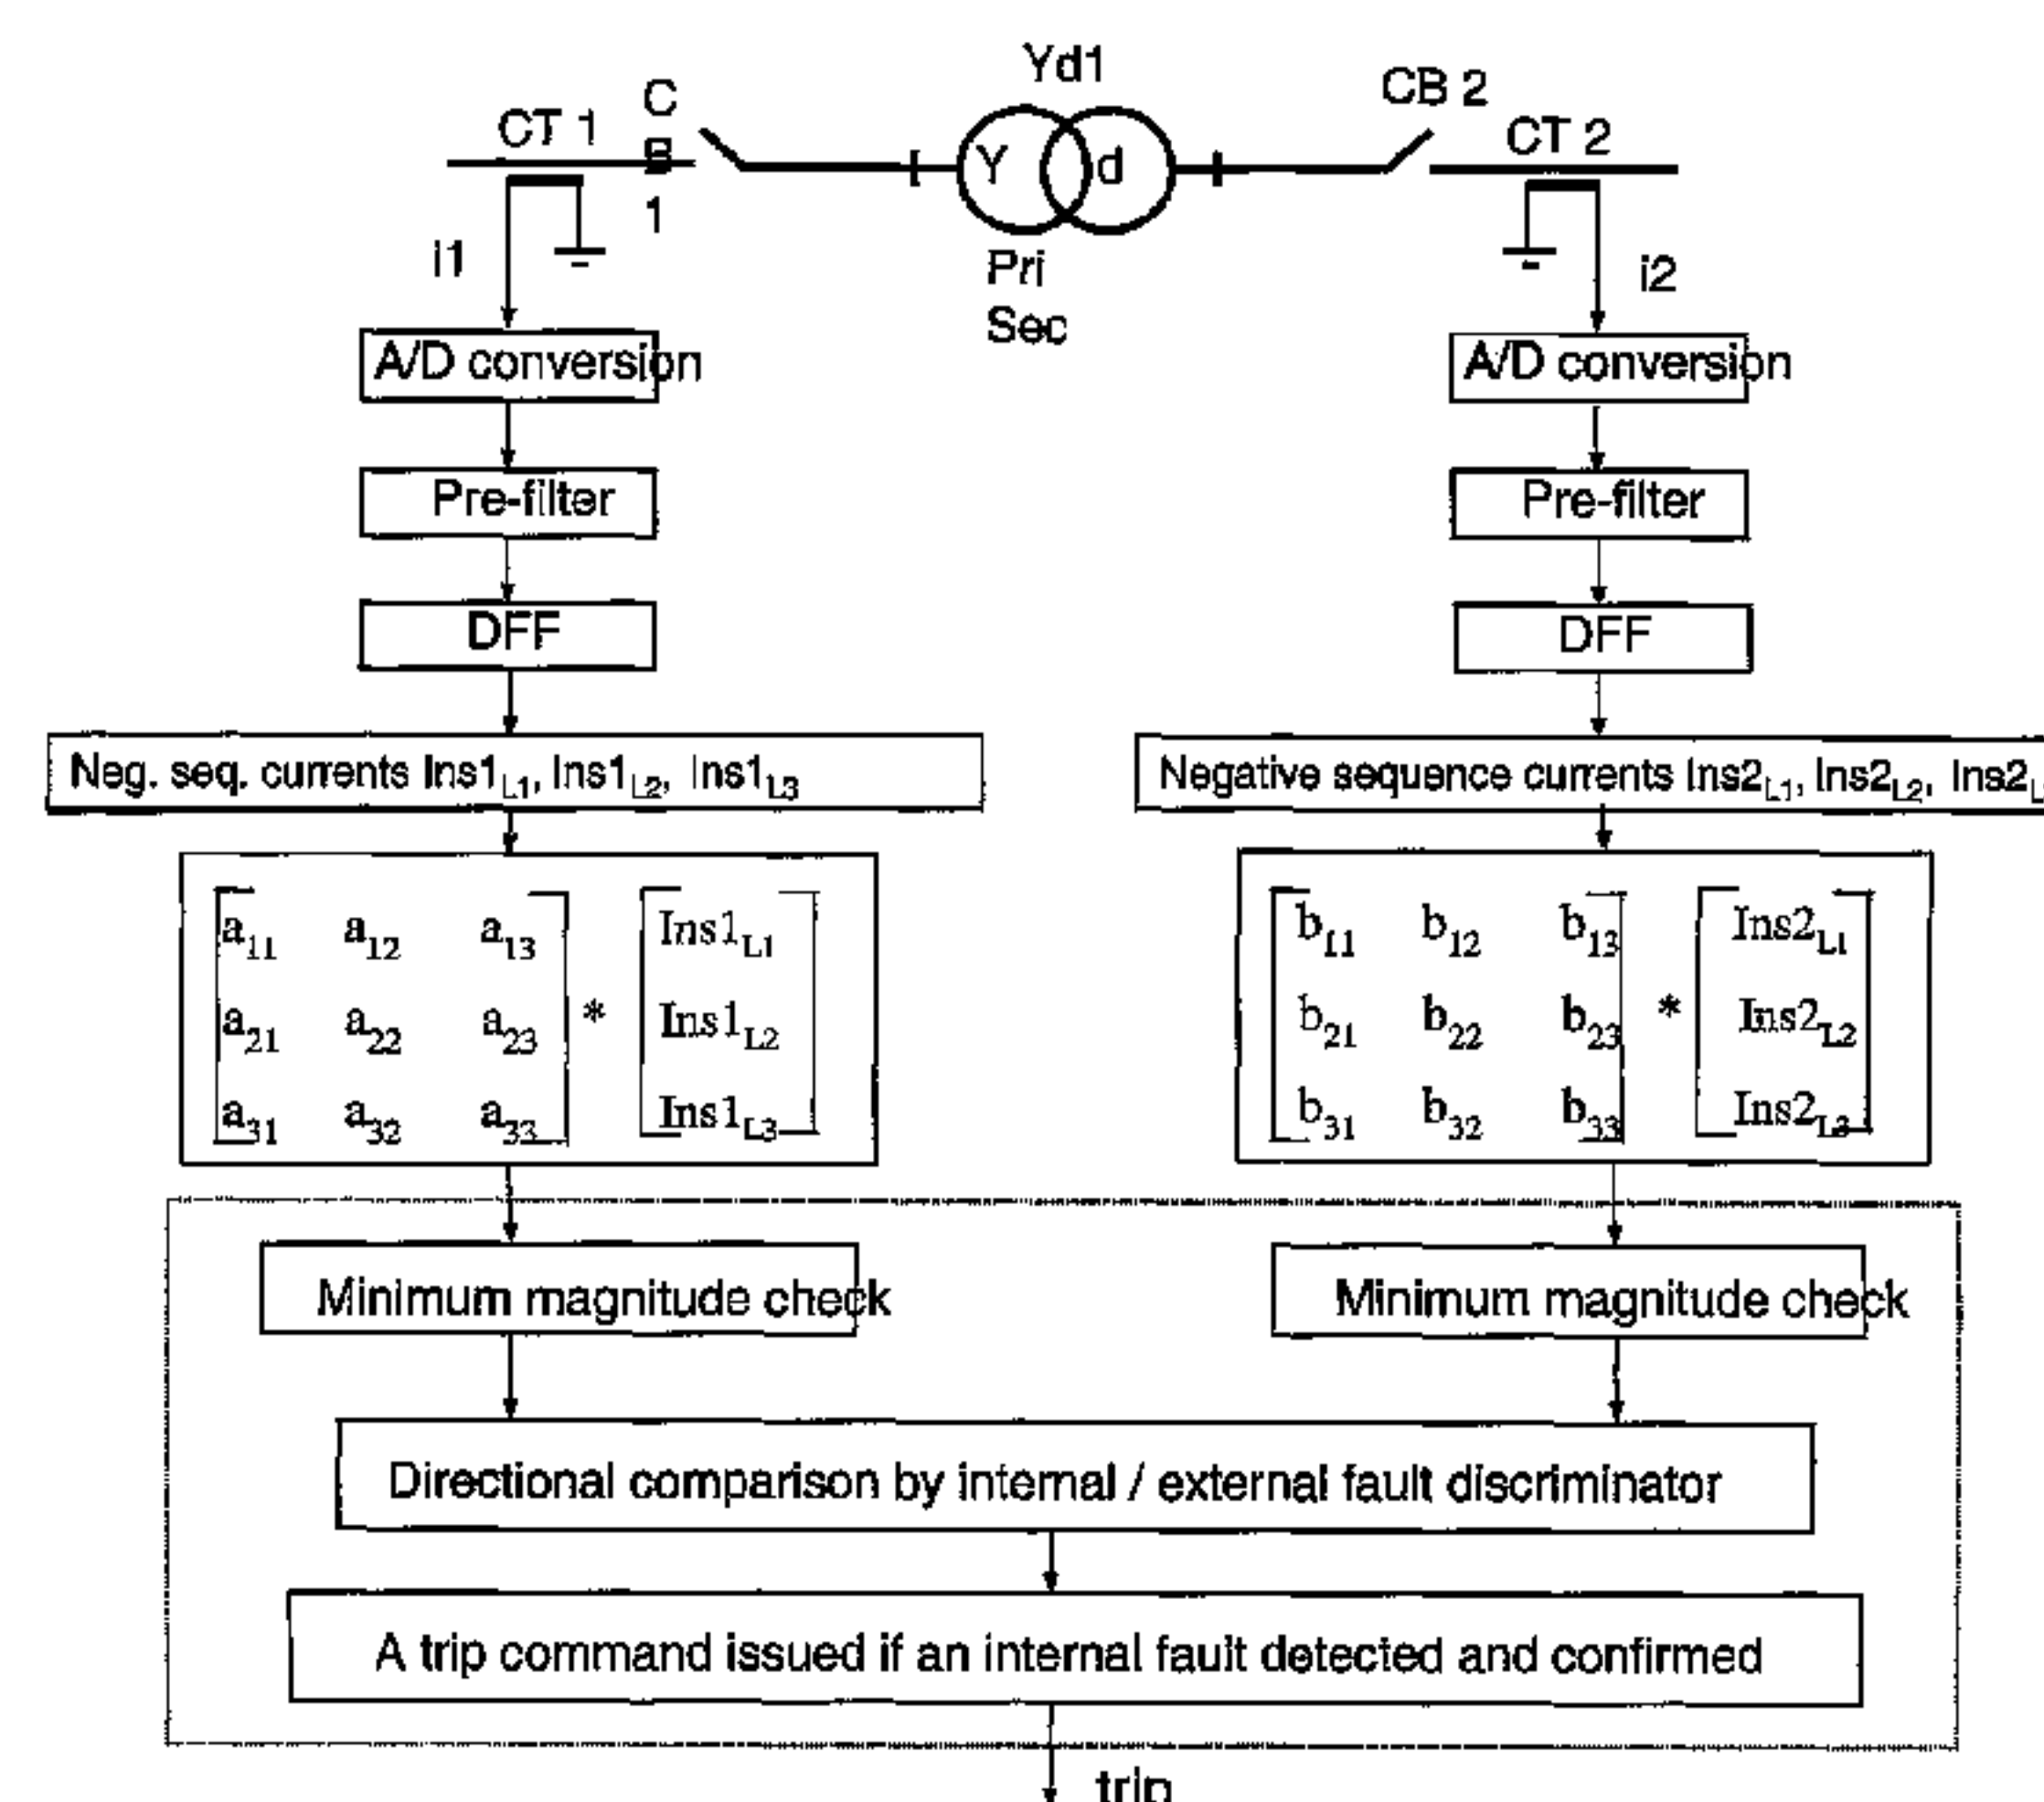 Yd1
CT 1
C
B
1
CB 2
CT 2
Y
d
i1
Pri
Sec
i2
A/D conversion
A/D conversion
Pre-filter
Pre-filter
DFF
DFF
Neg. seq. currents Ins1L1, Ins1L2, Ins1L3
Negative sequence currents Ins2L1, Ins2L2, Ins2L
a11 a12 a13 Ins1L1
a21 a22 a23 * Ins1L2
a31 a32 a33 Ins1L3
b11 b12 b13 Ins2L1
b21 b22 b23 * Ins2L2
b31 b32 b33 Ins2L3
Minimum magnitude check
Minimum magnitude check
Directional comparison by internal / external fault discriminator
A trip command issued if an internal fault detected and confirmed
trip